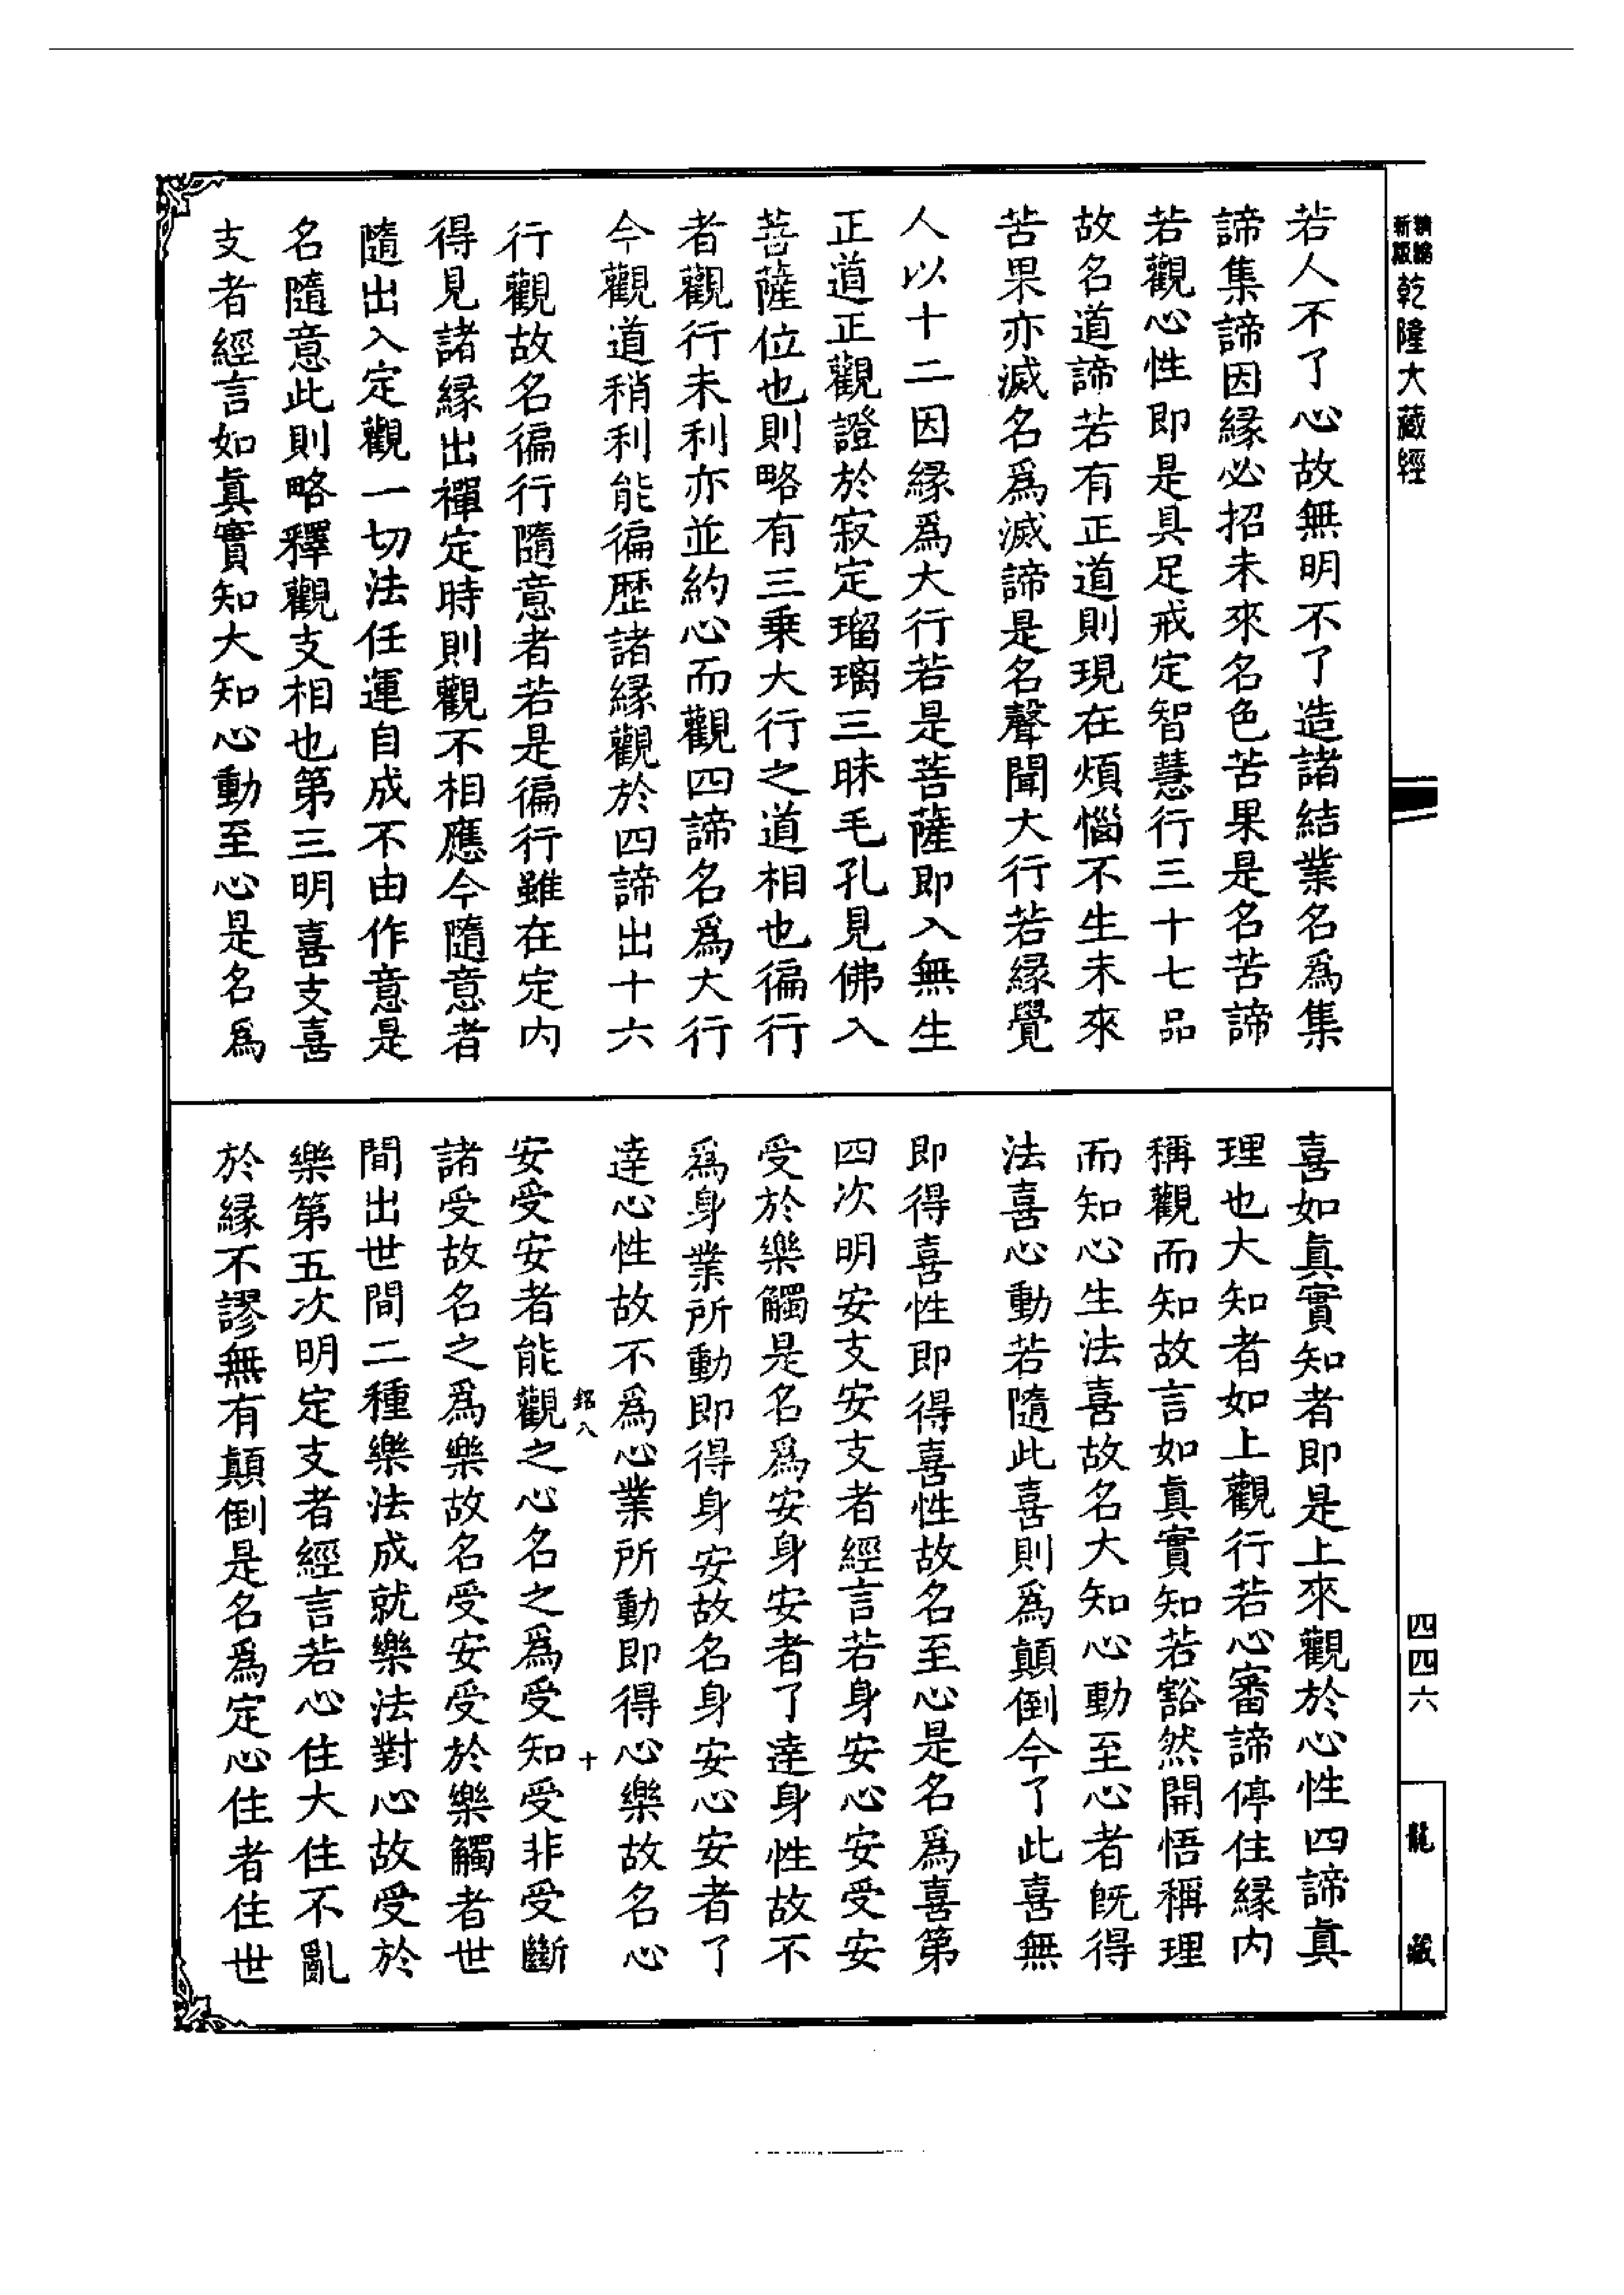 新版
精縮
乾隆大藏經
若人不了心故無明不了造諸結業名爲集
諦集諦因緣必招未來名色苦果是名苦諦
若觀心性即是具足戒定智慧行三十七品
故名道諦若有正道則現在煩惱不生未來
苦果亦滅名爲滅諦是名聲聞大行若緣覺
人以十二因緣爲大行若是菩薩即入無生
正道正觀證於寂定瑠璃三昧毛孔見佛入
菩薩位也則略有三乗大行之道相也徧行
者觀行未利亦並約心而觀四諦名爲大行
今觀道稍利能徧歷諸緣觀於四諦出十六
行觀故名徧行隨意者若是徧行雖在定內
得見諸緣出禪定時則觀不相應今隨意者
隨出入定觀一切法任運自成不由作意是
名隨意此則略釋觀支相也第三明喜支喜
支者經言如真實知大知心動至心是名爲
喜如真實知者即是上來觀於心性四諦真
理也大知者如上觀行若心審諦停住緣內
稱觀而知故言如真實知若豁然開悟稱理
而知心生法喜故名大知心動至心者旣得
法喜心動若隨此喜則爲顛倒今了此喜無
即得喜性即得喜性故名至心是名爲喜第
四次明安支安支者經言若身安心安受安
受於樂觸是名爲安身安者了達身性故不
爲身業所動即得身安故名身安心安者了
達心性故不爲心業所動即得心樂故名心
安受安者能觀之心名之爲受知受非受斷
諸受故名之爲樂故名受安受於樂觸者世
間出世間二種樂法成就樂法對心故受於
樂第五次明定支者經言若心住大住不亂
於緣不謬無有顛倒是名爲定心住者住世
十
四四六
龍藏